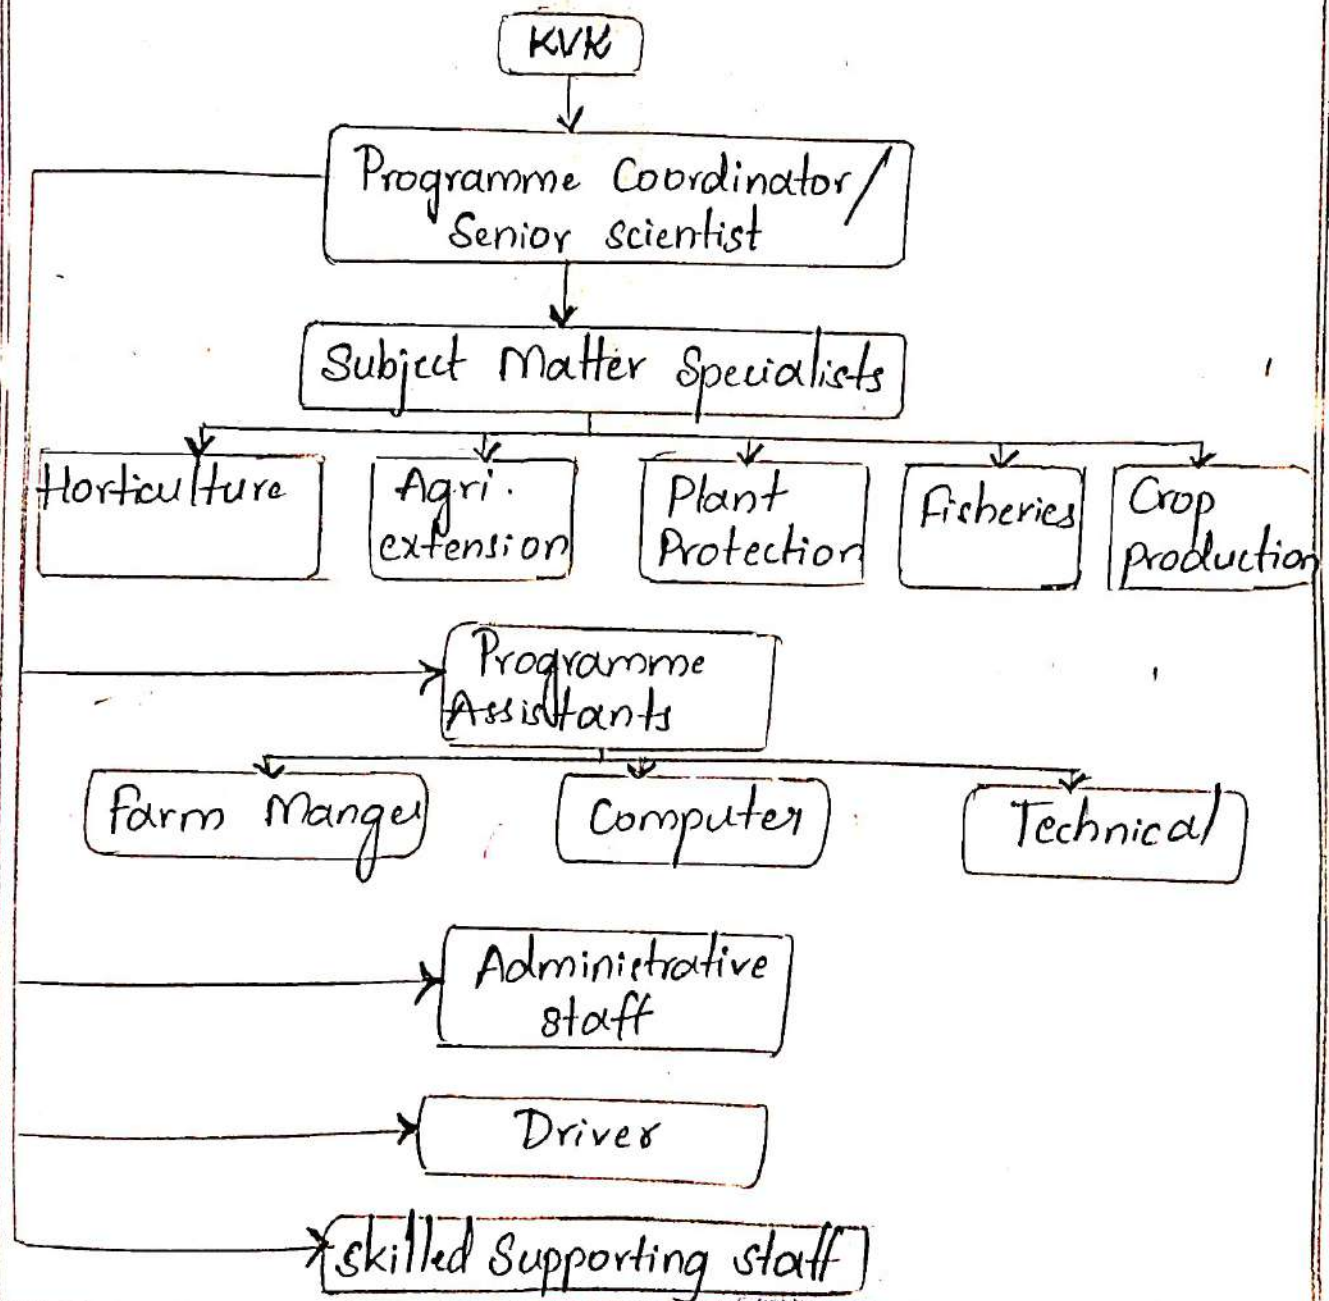 KVK
Programme Coordinator/
Senior scientist
Subject Matter Specialists
Horticulture
Agri.
extension
Plant
Protection
Fisheries
Crop
production
Programme
Assistants
Farm Manger
Computer
Technical
Administrative
staff
Driver
skilled Supporting staff